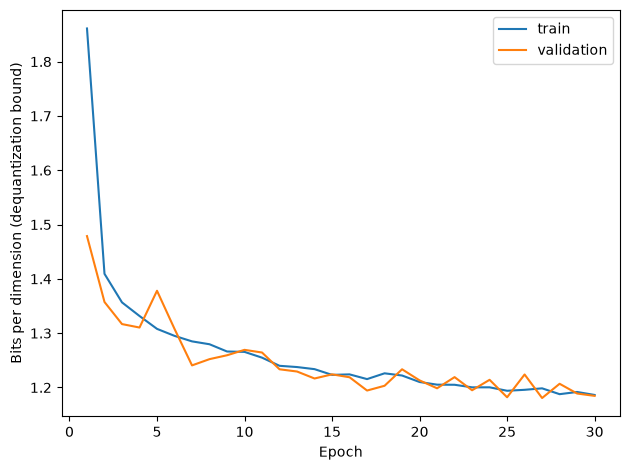 train
validation
1.8
1.7
1.6
1.5
1.4
1.3
1.2
Bits per dimension (dequantization bound)
0 5 10 15 20 25 30
Epoch